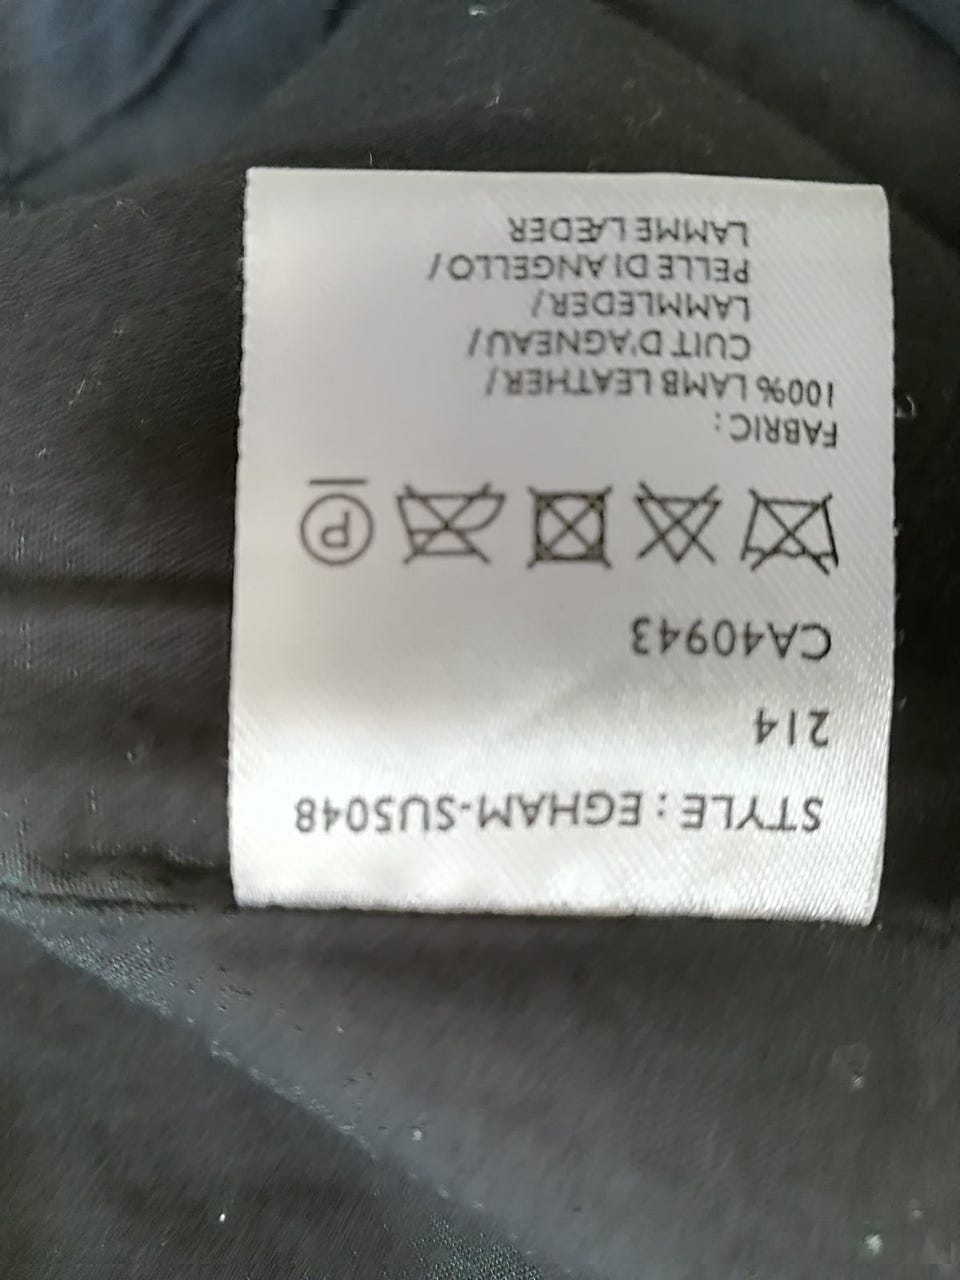 STYLE : EGHAM-SU5048
214
CA40943
P
FABRIC :
100% LAMB LEATHER /
CUIT D'AGNEAU /
LAMMLEDER /
PELLE DI ANGELLO /
LAMME LÆDER